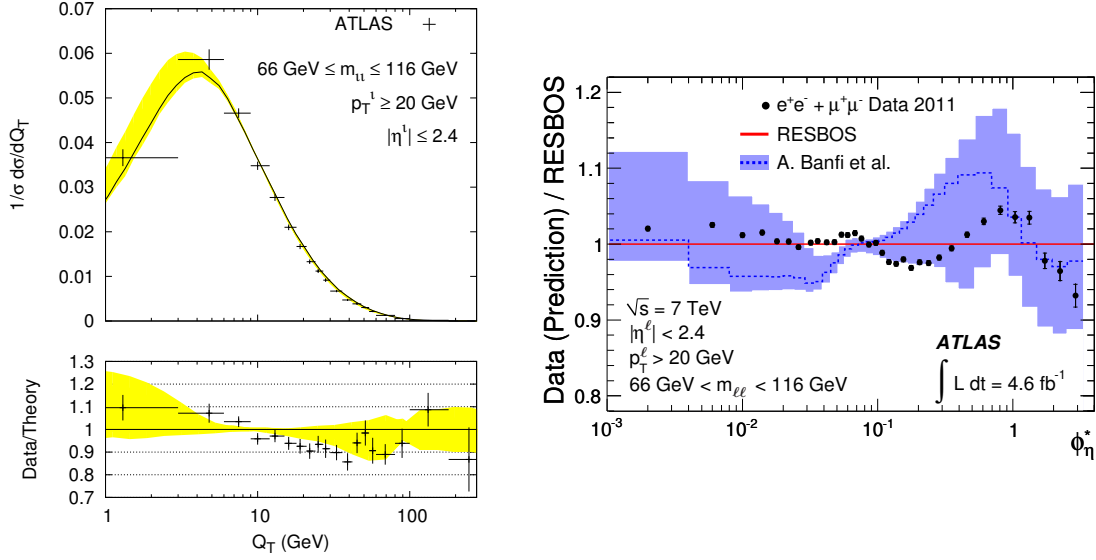 0.07
0.06
0.05
0.04
0.03
0.02
0.01
0
1/σ dσ/dQ_T
ATLAS
66 GeV ≤ m_ιι ≤ 116 GeV
p_T^ι ≥ 20 GeV
|η^ι| ≤ 2.4
1.3
1.2
1.1
1
0.9
0.8
0.7
Data/Theory
1
10
100
Q_T (GeV)
Data (Prediction) / RESBOS
1.2
1.1
1
0.9
0.8
e⁺e⁻ + μ⁺μ⁻ Data 2011
RESBOS
A. Banfi et al.
√s = 7 TeV
|η^ℓ| < 2.4
p_T^ℓ > 20 GeV
66 GeV < m_ℓℓ < 116 GeV
ATLAS
∫ L dt = 4.6 fb⁻¹
10⁻³
10⁻²
10⁻¹
1
φ*_η